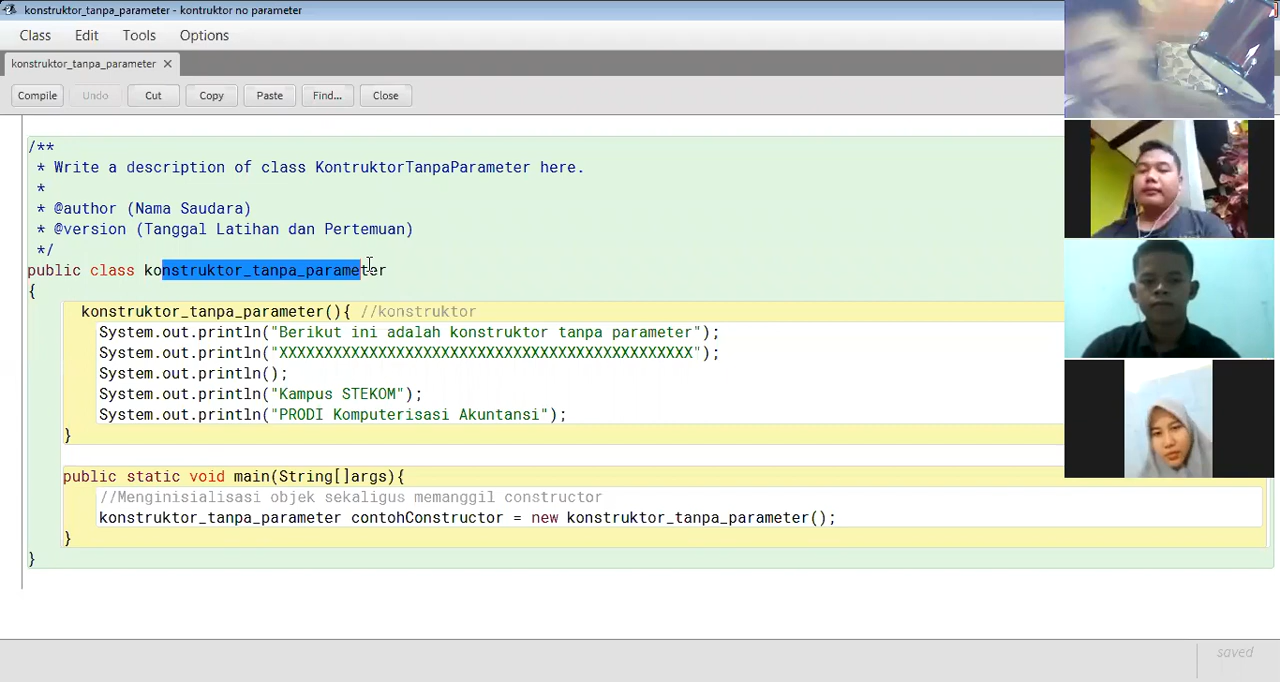 konstruktor_tanpa_parameter - kontruktor no parameter
Class Edit Tools Options
konstruktor_tanpa_parameter ×
Compile Undo Cut Copy Paste Find... Close
/**
* Write a description of class KontruktorTanpaParameter here.
*
* @author (Nama Saudara)
* @version (Tanggal Latihan dan Pertemuan)
*/
public class konstruktor_tanpa_parameter
{
konstruktor_tanpa_parameter(){ //konstruktor
System.out.println("Berikut ini adalah konstruktor tanpa parameter");
System.out.println("XXXXXXXXXXXXXXXXXXXXXXXXXXXXXXXXXXXXXXXXXXXXXX");
System.out.println();
System.out.println("Kampus STEKOM");
System.out.println("PRODI Komputerisasi Akuntansi");
}
public static void main(String[]args){
//Menginisialisasi objek sekaligus memanggil constructor
konstruktor_tanpa_parameter contohConstructor = new konstruktor_tanpa_parameter();
}
}
saved